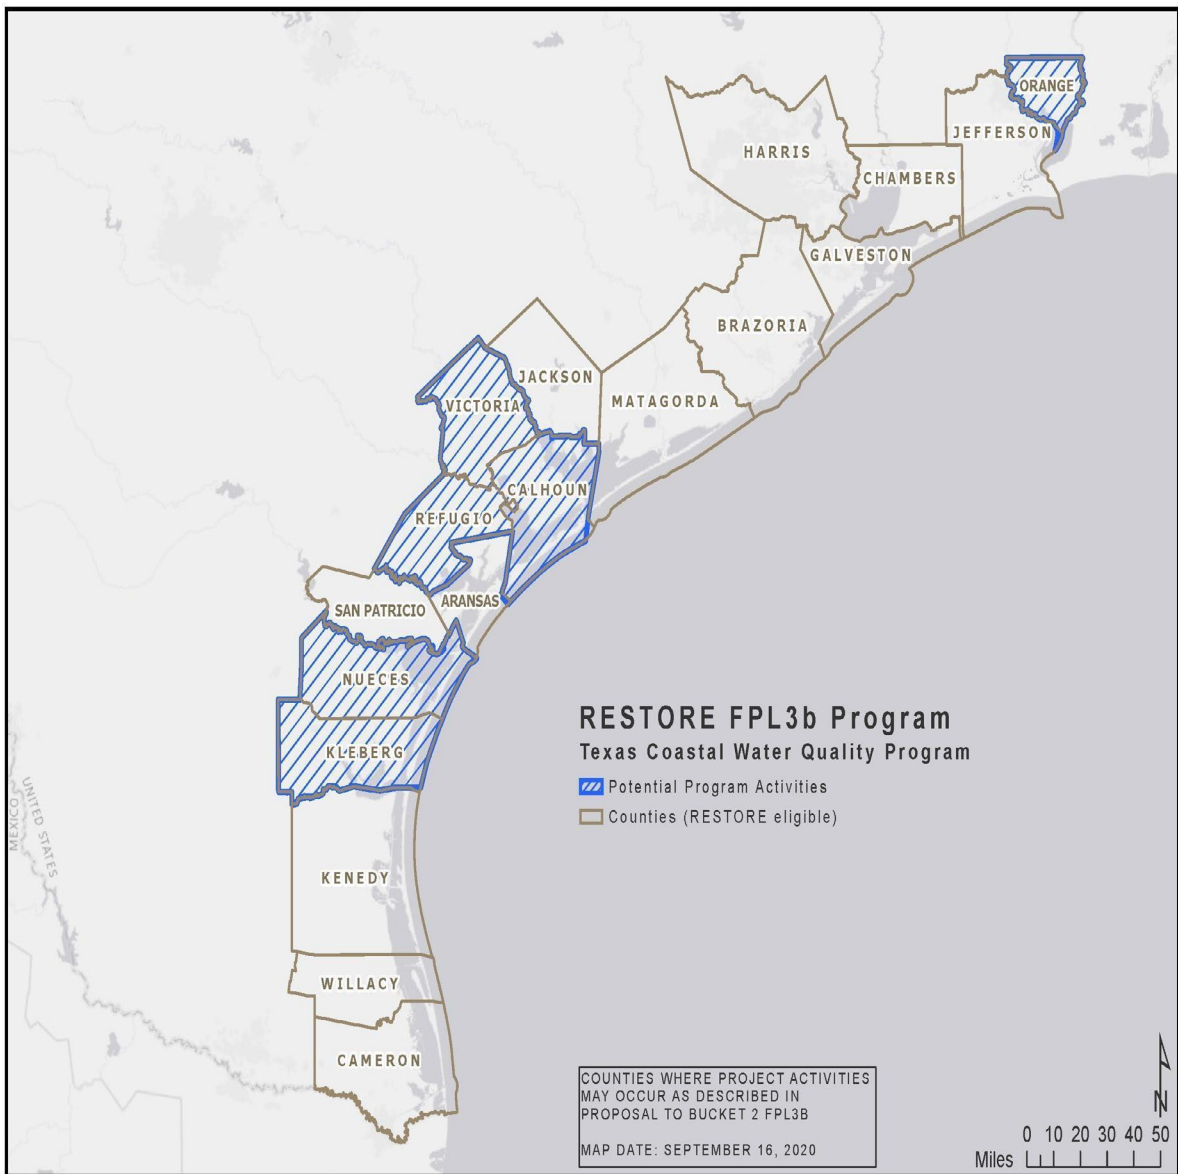 ORANGE
JEFFERSON
HARRIS
CHAMBERS
GALVESTON
BRAZORIA
JACKSON
MATAGORDA
VICTORIA
CALHOUN
REFUGIO
ARANSAS
SAN PATRICIO
NUECES
KLEBERG
RESTORE FPL3b Program
Texas Coastal Water Quality Program
Potential Program Activities
Counties (RESTORE eligible)
MEXICO
UNITED STATES
KENEDY
WILLACY
CAMERON
COUNTIES WHERE PROJECT ACTIVITIES
MAY OCCUR AS DESCRIBED IN
PROPOSAL TO BUCKET 2 FPL3B
MAP DATE: SEPTEMBER 16, 2020
N
0 10 20 30 40 50
Miles